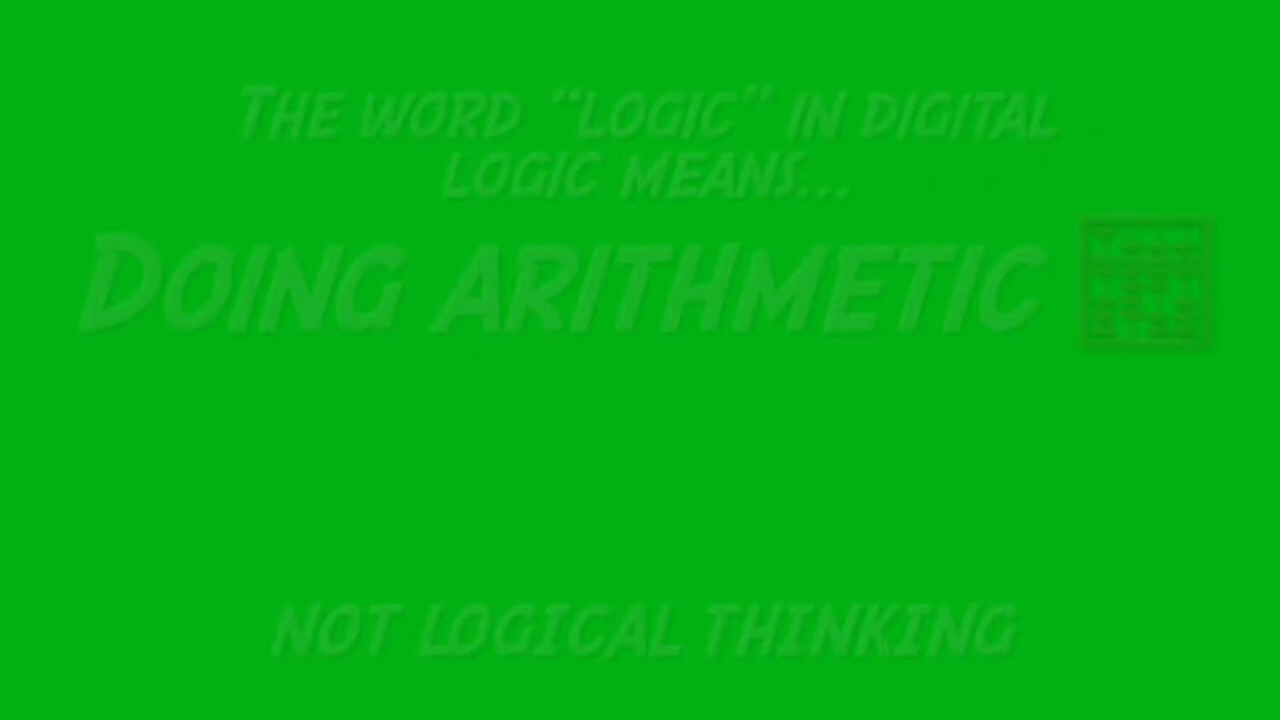 THE WORD “LOGIC” IN DIGITAL
LOGIC MEANS...
DOING ARITHMETIC
NOT LOGICAL THINKING